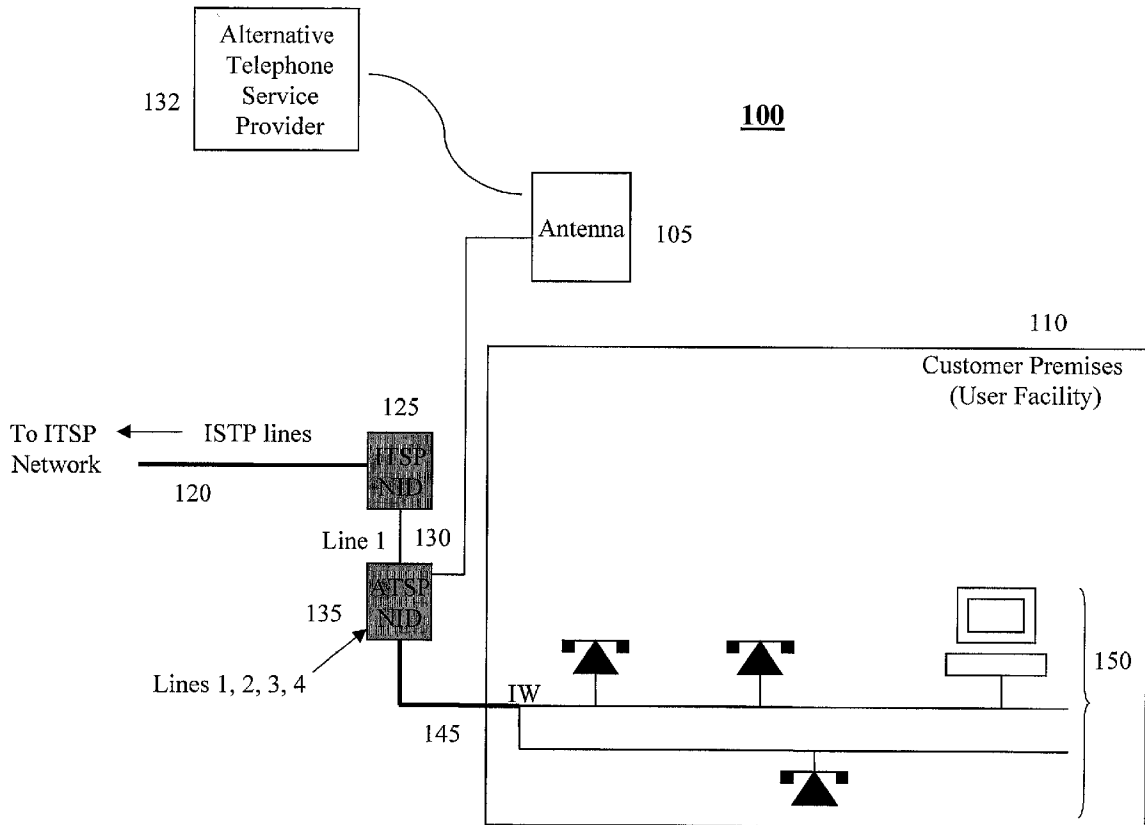 Alternative
Telephone
Service
Provider
132
100
Antenna
105
110
Customer Premises
(User Facility)
125
To ITSP
Network
ISTP lines
ITSP
NID
120
Line 1
130
ATSP
NID
135
Lines 1, 2, 3, 4
IW
145
150